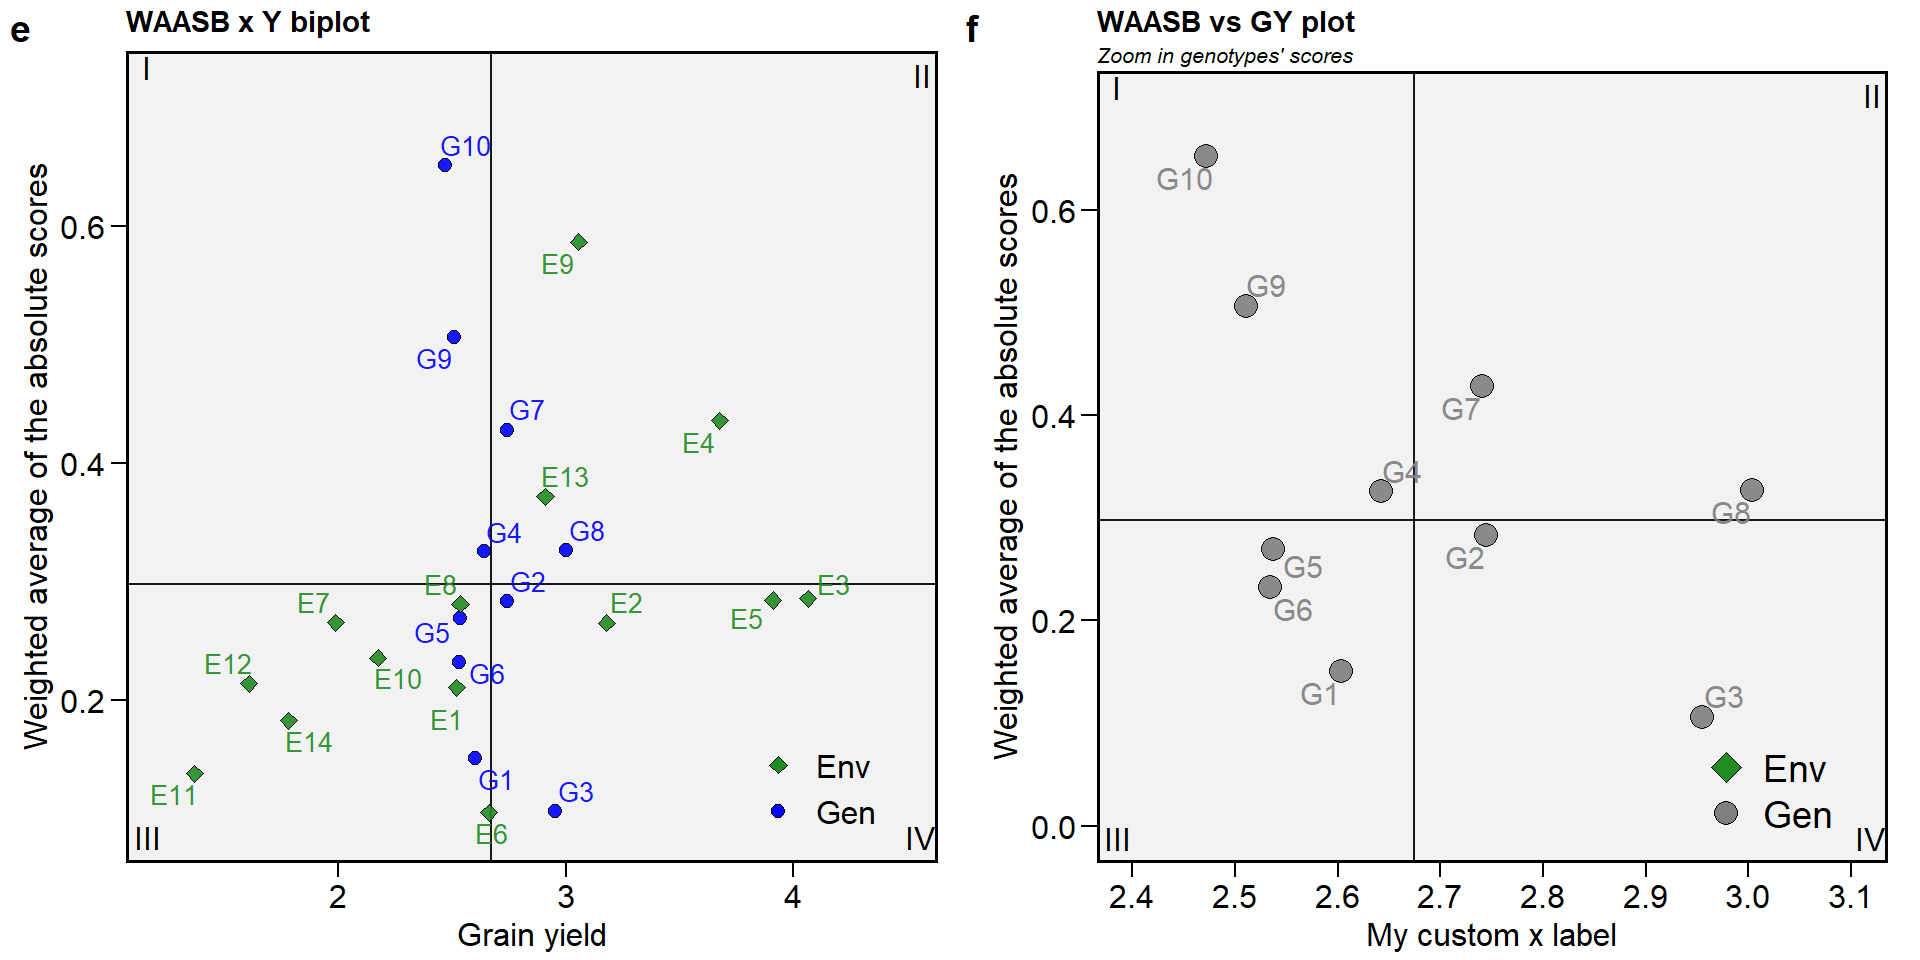 e
WAASB x Y biplot
I
II
G10
0.6
E9
G9
G7
E4
0.4
E13
G4
G8
E8
G2
E7
E2
E3
E5
G5
E12
E10
G6
0.2
E1
E14
Env
G1
G3
E11
Gen
E6
III
IV
2
3
4
Grain yield
Weighted average of the absolute scores
f
WAASB vs GY plot
Zoom in genotypes' scores
I
II
G10
0.6
G9
G7
0.4
G4
G8
G2
G5
G6
0.2
G1
G3
Env
Gen
0.0
III
IV
2.4
2.5
2.6
2.7
2.8
2.9
3.0
3.1
My custom x label
Weighted average of the absolute scores